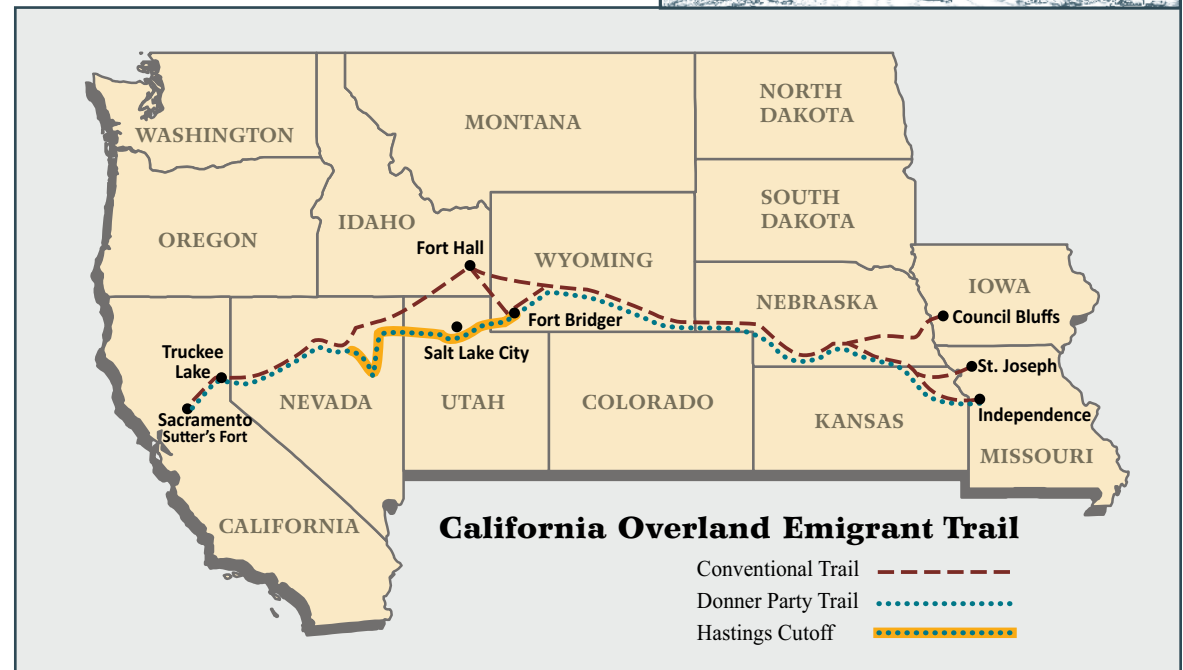 WASHINGTON
MONTANA
NORTH
DAKOTA
SOUTH
DAKOTA
OREGON
IDAHO
Fort Hall
WYOMING
NEBRASKA
IOWA
Council Bluffs
Fort Bridger
Salt Lake City
Truckee
Lake
St. Joseph
NEVADA
UTAH
COLORADO
KANSAS
Independence
Sacramento
Sutter's Fort
MISSOURI
CALIFORNIA
California Overland Emigrant Trail
Conventional Trail
Donner Party Trail
Hastings Cutoff